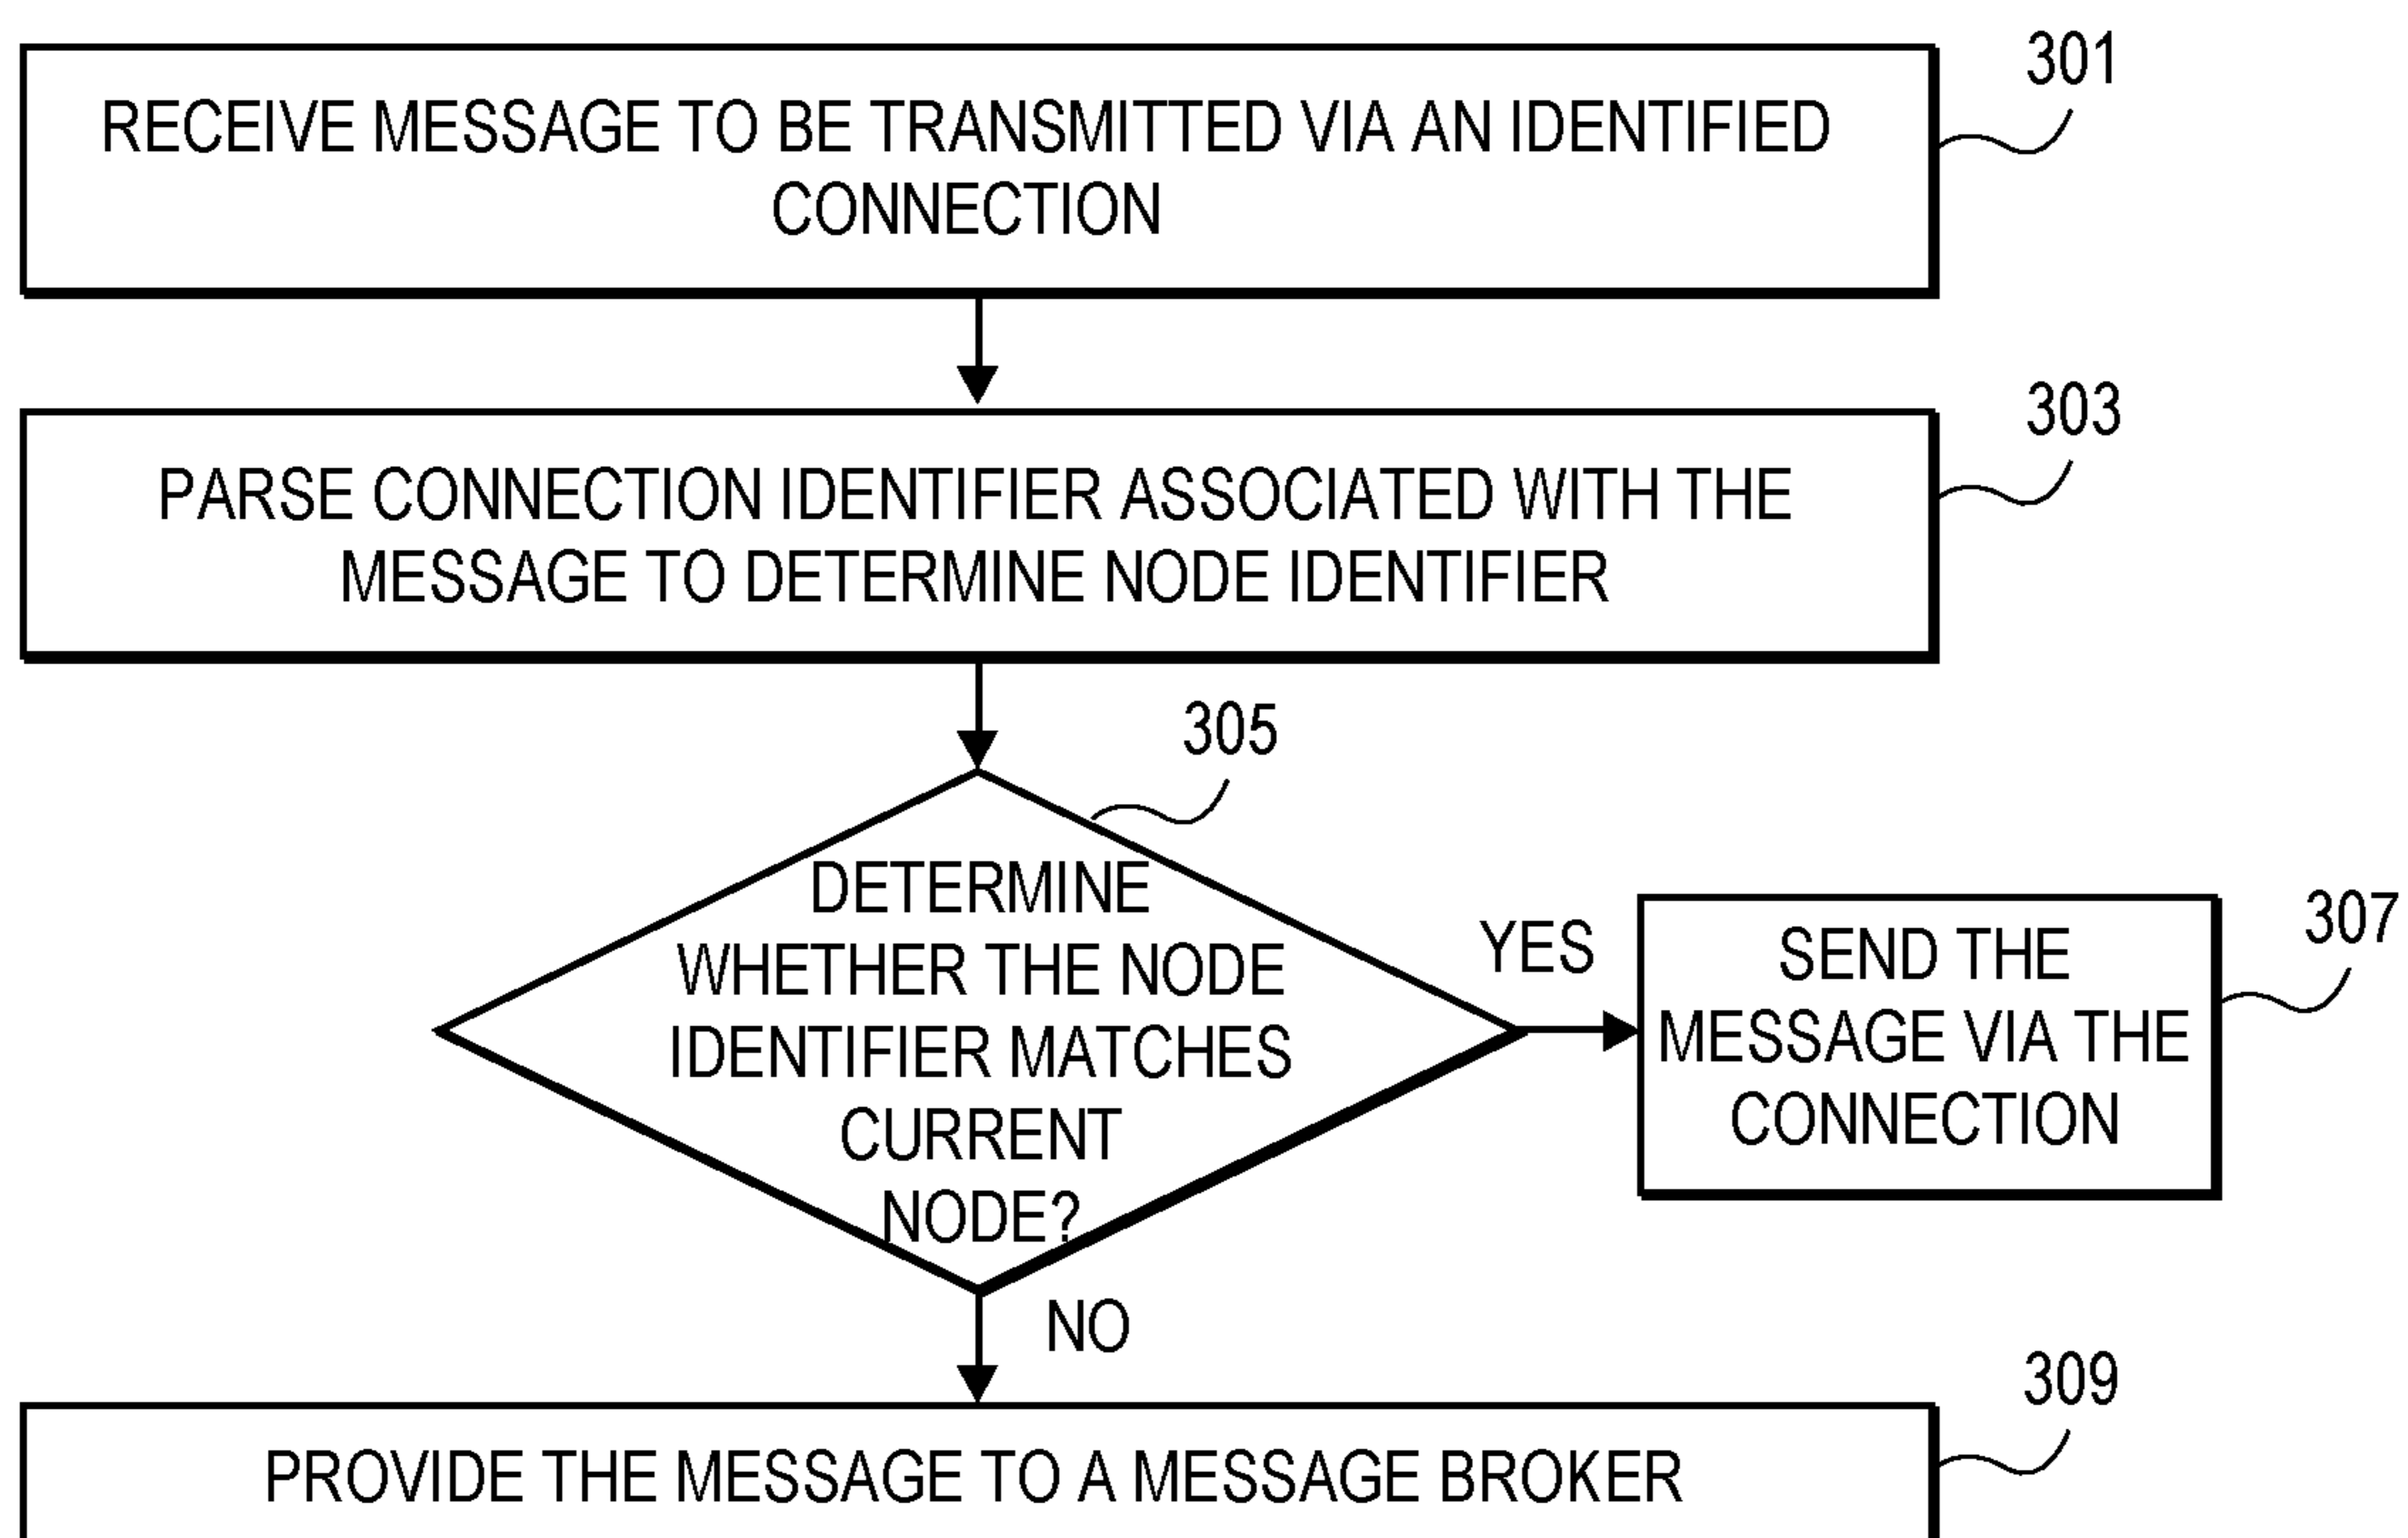 301
RECEIVE MESSAGE TO BE TRANSMITTED VIA AN IDENTIFIED
CONNECTION
303
PARSE CONNECTION IDENTIFIER ASSOCIATED WITH THE
MESSAGE TO DETERMINE NODE IDENTIFIER
305
DETERMINE
WHETHER THE NODE
IDENTIFIER MATCHES
CURRENT
NODE?
YES
307
SEND THE
MESSAGE VIA THE
CONNECTION
NO
309
PROVIDE THE MESSAGE TO A MESSAGE BROKER